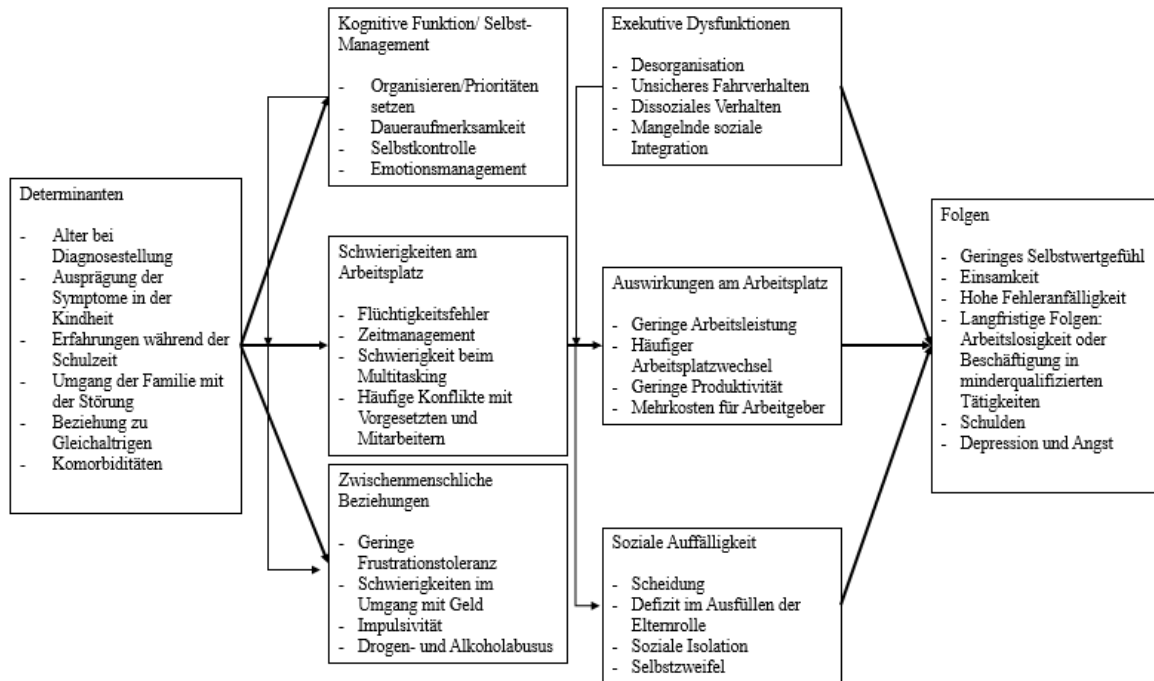 Determinanten
- Alter bei
Diagnosestellung
- Ausprägung der
Symptome in der
Kindheit
- Erfahrungen während der
Schulzeit
- Umgang der Familie mit
der Störung
- Beziehung zu
Gleichaltrigen
- Komorbiditäten
Kognitive Funktion/ Selbst-
Management
- Organisieren/Prioritäten
setzen
- Daueraufmerksamkeit
- Selbstkontrolle
- Emotionsmanagement
Schwierigkeiten am
Arbeitsplatz
- Flüchtigkeitsfehler
- Zeitmanagement
- Schwierigkeit beim
Multitasking
- Häufige Konflikte mit
Vorgesetzten und
Mitarbeitern
Zwischenmenschliche
Beziehungen
- Geringe
Frustrationstoleranz
- Schwierigkeiten im
Umgang mit Geld
- Impulsivität
- Drogen- und Alkoholabusus
Exekutive Dysfunktionen
- Desorganisation
- Unsicheres Fahrverhalten
- Dissoziales Verhalten
- Mangelnde soziale
Integration
Auswirkungen am Arbeitsplatz
- Geringe Arbeitsleistung
- Häufiger
Arbeitsplatzwechsel
- Geringe Produktivität
- Mehrkosten für Arbeitgeber
Soziale Auffälligkeit
- Scheidung
- Defizit im Ausfüllen der
Elternrolle
- Soziale Isolation
- Selbstzweifel
Folgen
- Geringes Selbstwertgefühl
- Einsamkeit
- Hohe Fehleranfälligkeit
- Langfristige Folgen:
Arbeitslosigkeit oder
Beschäftigung in
minderqualifizierten
Tätigkeiten
- Schulden
- Depression und Angst